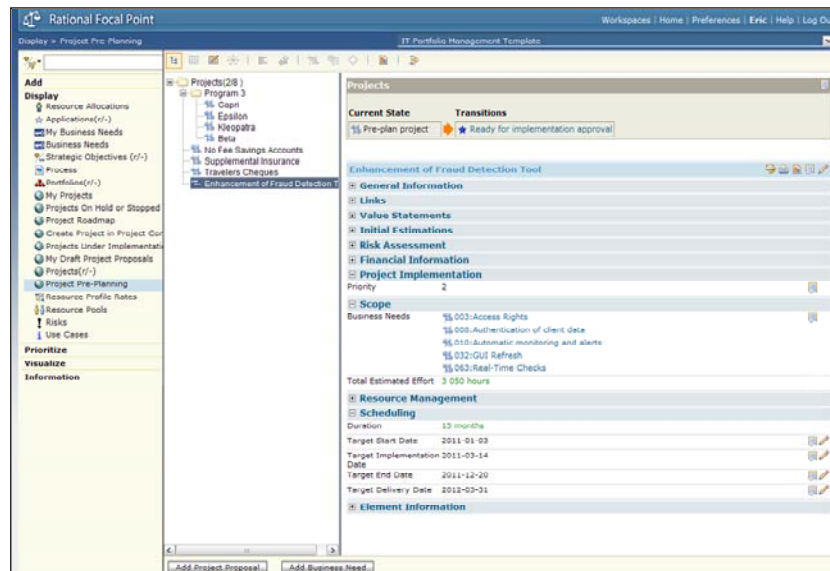 Rational Focal Point
Workspaces | Home | Preferences | Eric | Help | Log Ou
Display > Project Pre Planning
IT Portfolio Management Template
Add
Display
Resource Allocations
Applications(r/-)
My Business Needs
Business Needs
Strategic Objectives (r/-)
Process
Portfolios(r/-)
My Projects
Projects On Hold or Stopped
Project Roadmap
Create Project in Project Con
Projects Under Implementati
My Draft Project Proposals
Projects(r/-)
Project Pre-Planning
Resource Profile Rates
Resource Pools
Risks
Use Cases
Prioritize
Visualize
Information
Projects(2/8 )
Program 3
Capri
Epsilon
Kleopatra
Beta
No Fee Savings Accounts
Supplemental Insurance
Travelers Cheques
Enhancement of Fraud Detection T
Add Project Proposal
Add Business Need
Projects
Current State Transitions
Pre-plan project Ready for implementation approval
Enhancement of Fraud Detection Tool
General Information
Links
Value Statements
Initial Estimations
Risk Assessment
Financial Information
Project Implementation
Priority 2
Scope
Business Needs 003:Access Rights
008:Authentication of client data
010:Automatic monitoring and alerts
032:GUI Refresh
063:Real-Time Checks
Total Estimated Effort 3 050 hours
Resource Management
Scheduling
Duration 15 months
Target Start Date 2011-01-03
Target Implementation 2011-03-14
Date
Target End Date 2011-12-20
Target Delivery Date 2012-03-31
Element Information